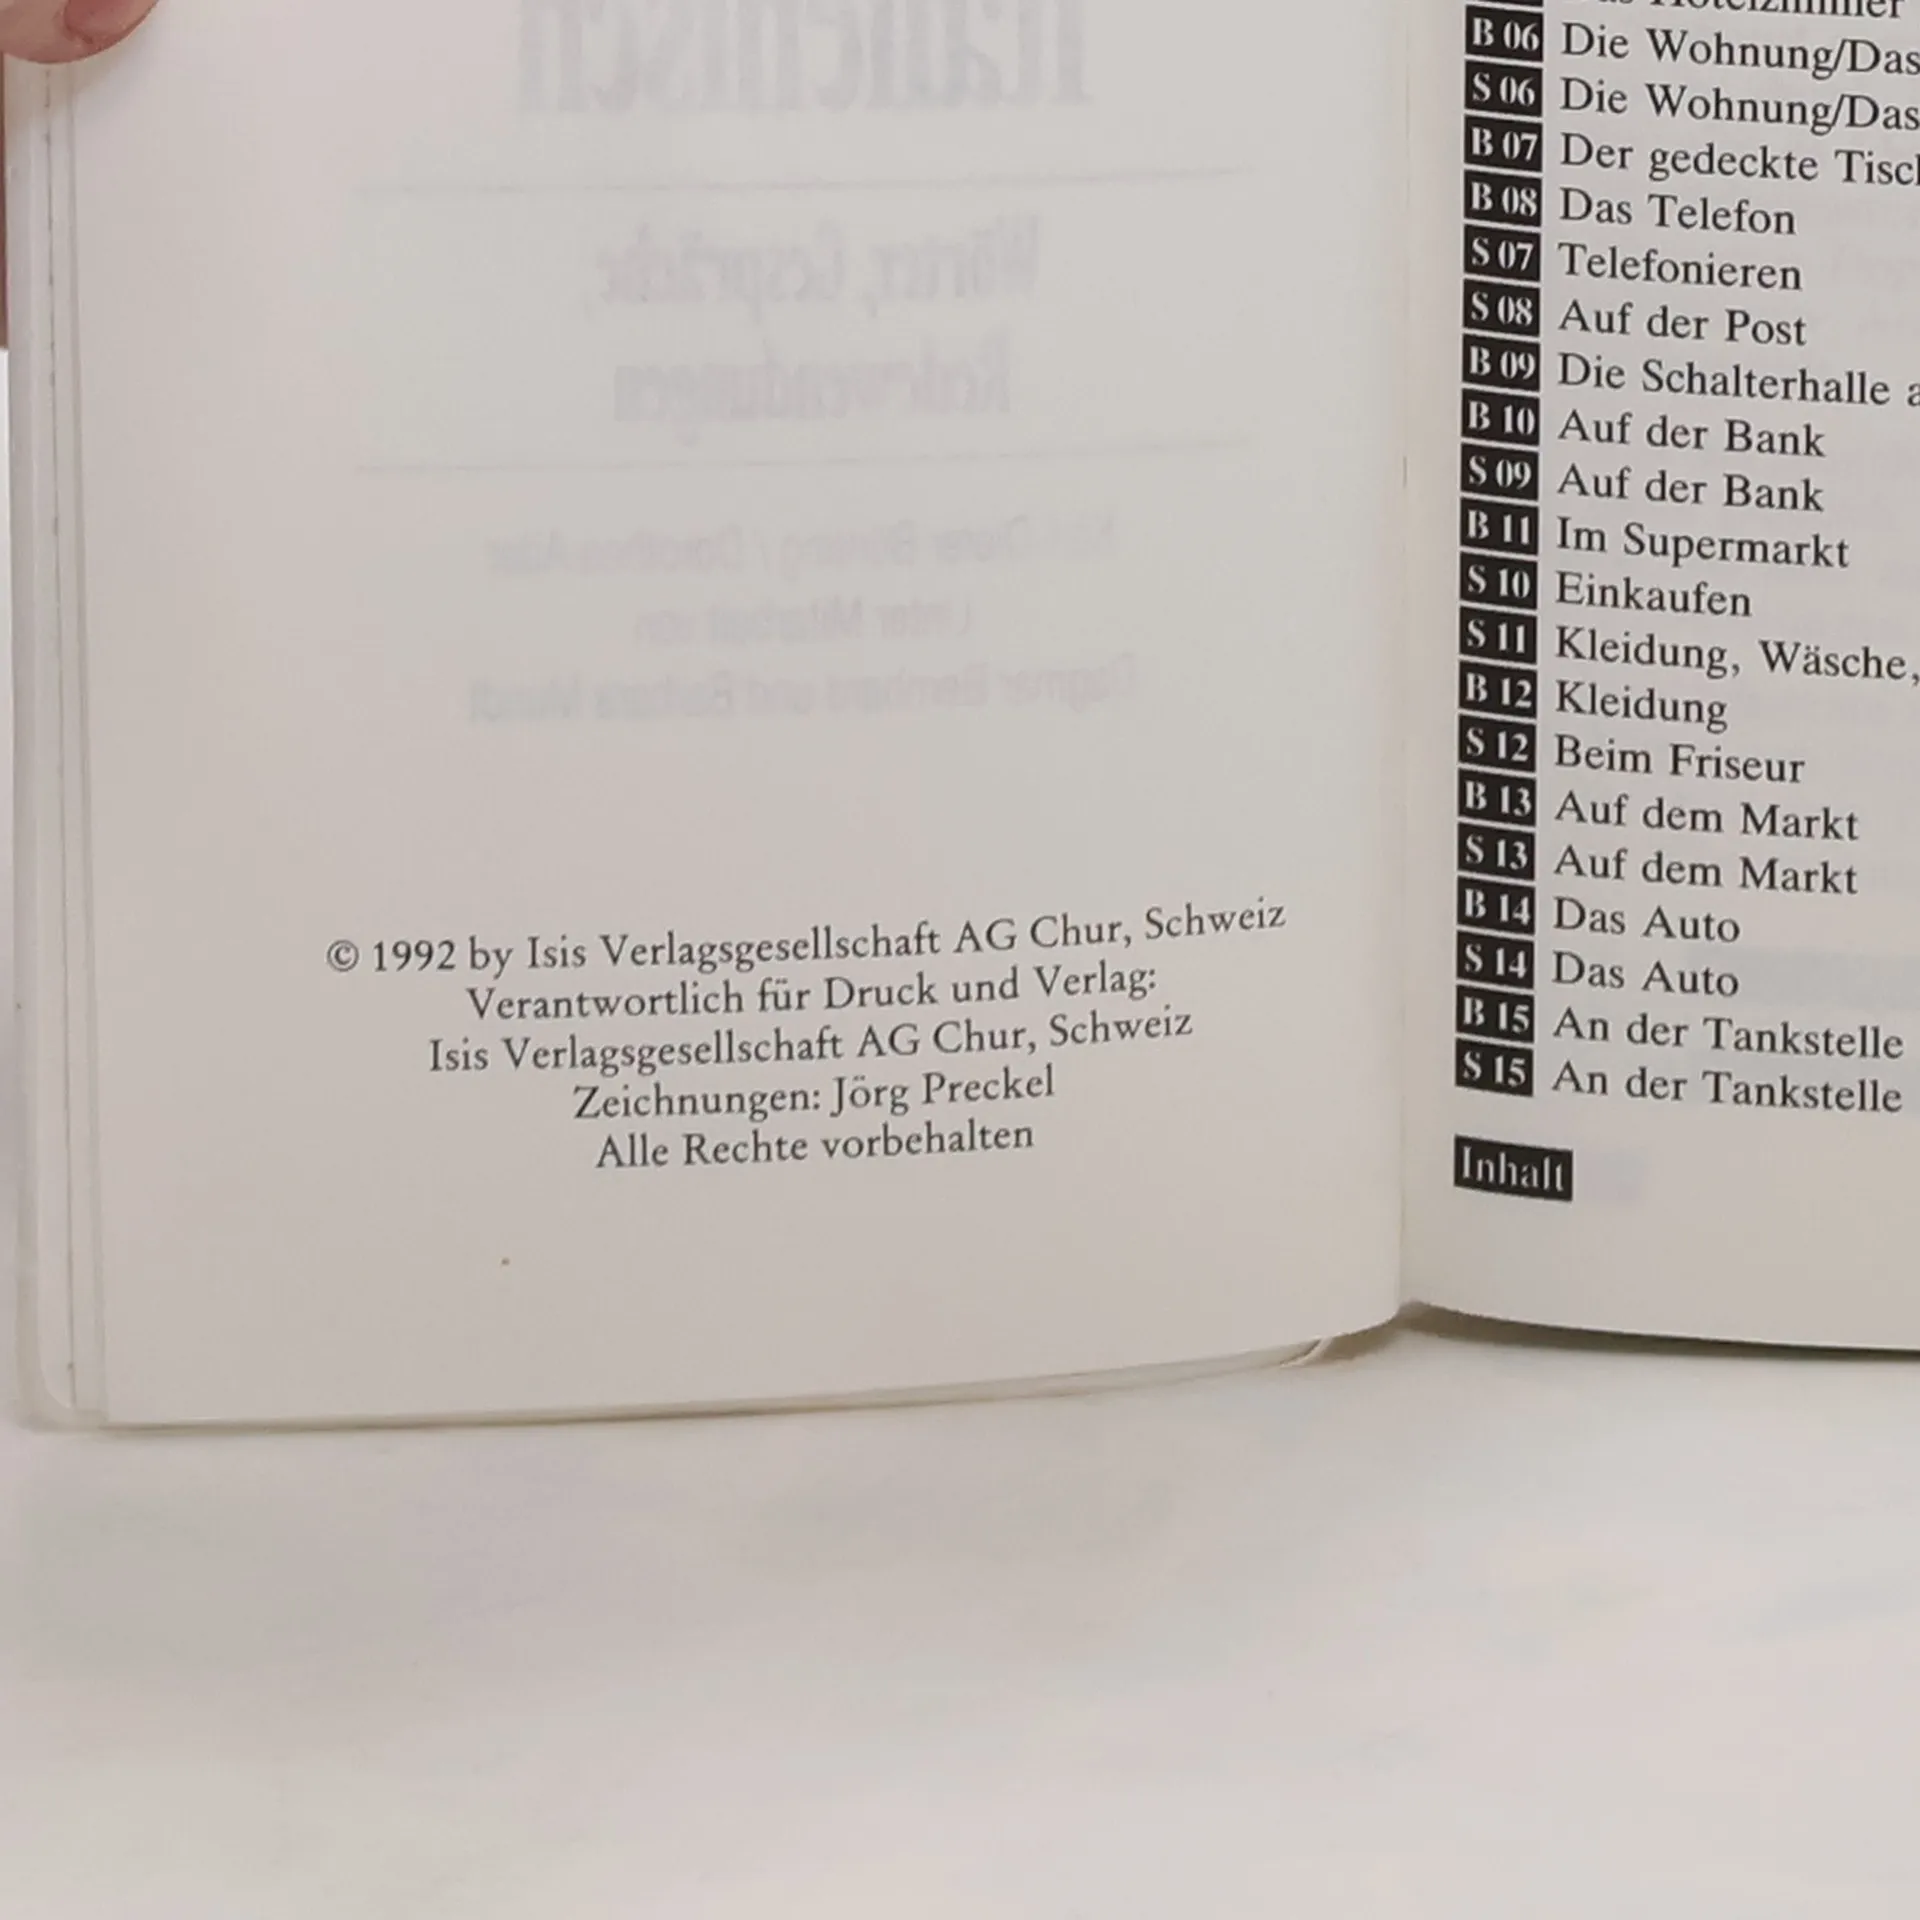 © 1992 by Isis Verlagsgesellschaft AG Chur, Schweiz
Verantwortlich für Druck und Verlag:
Isis Verlagsgesellschaft AG Chur, Schweiz
Zeichnungen: Jörg Preckel
Alle Rechte vorbehalten
Hotelzimmer
B 06 Die Wohnung/Das
S 06 Die Wohnung/Das
B 07 Der gedeckte Tisch
B 08 Das Telefon
S 07 Telefonieren
S 08 Auf der Post
B 09 Die Schalterhalle
B 10 Auf der Bank
S 09 Auf der Bank
B 11 Im Supermarkt
S 10 Einkaufen
S 11 Kleidung, Wäsche,
B 12 Kleidung
S 12 Beim Friseur
B 13 Auf dem Markt
S 13 Auf dem Markt
B 14 Das Auto
S 14 Das Auto
B 15 An der Tankstelle
S 15 An der Tankstelle
Inhalt